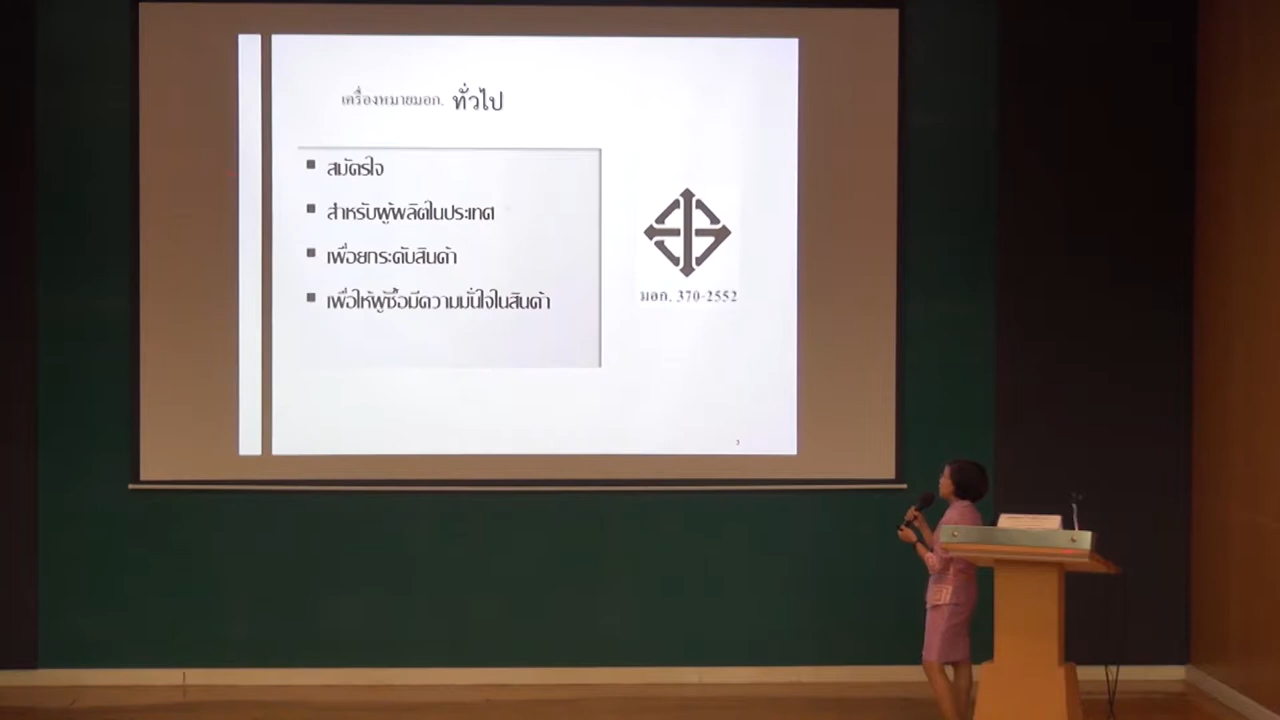 เครื่องหมายมอก. ทั่วไป
สมัครใจ
สำหรับผู้ผลิตในประเทศ
เพื่อยกระดับสินค้า
เพื่อให้ผู้ซื้อมีความมั่นใจในสินค้า
มอก. 370-2552
3